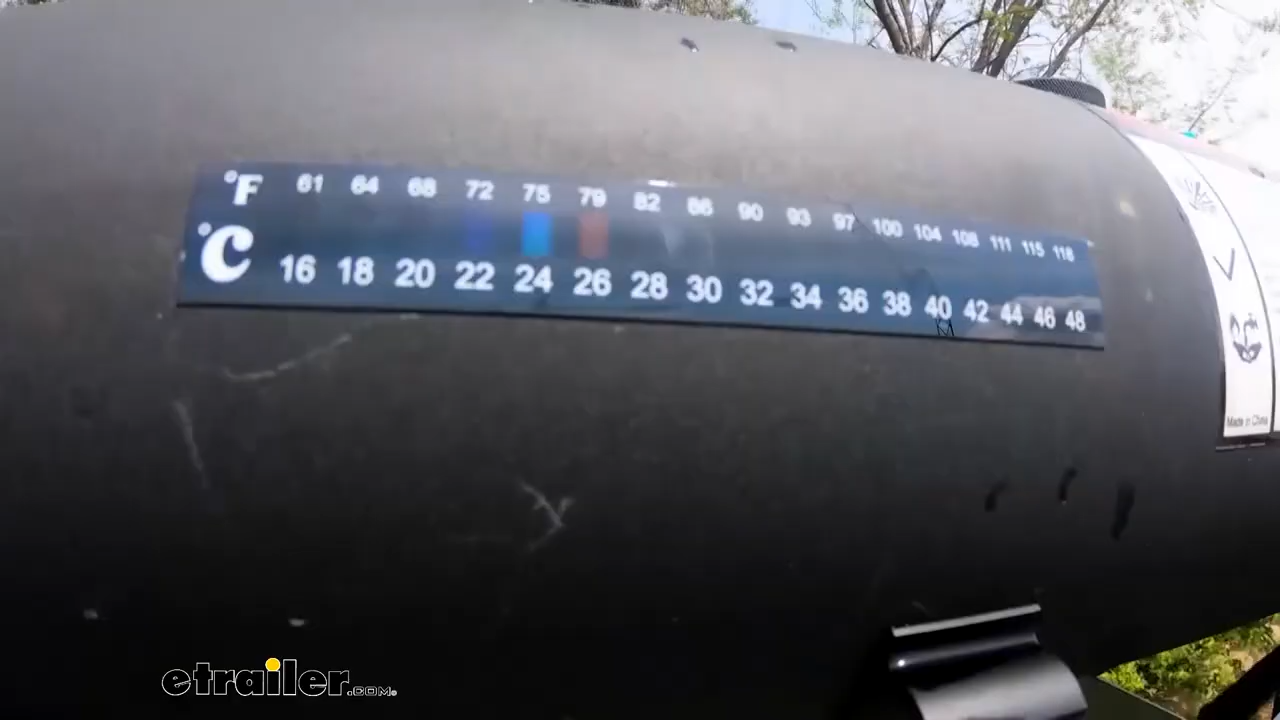 °F 61 64 68 72 75 79 82 86 90 93 97 100 104 108 111 115 118
°C 16 18 20 22 24 26 28 30 32 34 36 38 40 42 44 46 48
Made in China
etrailer.com